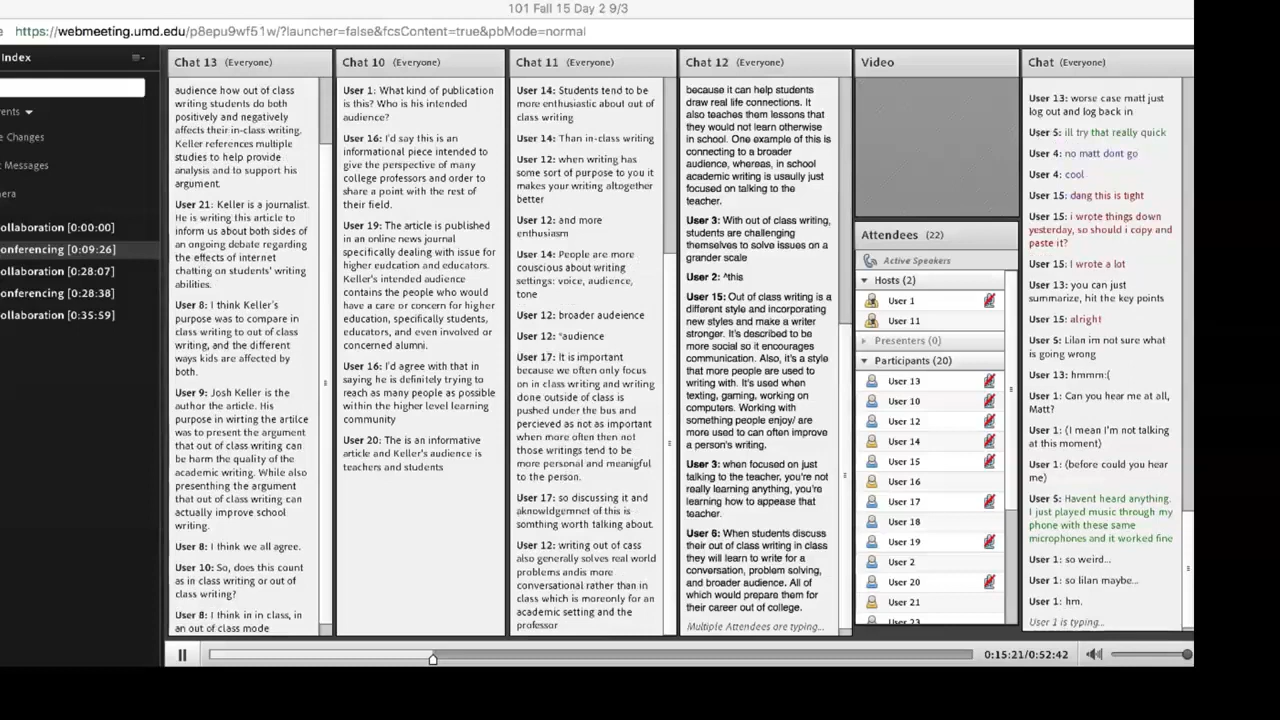 101 Fall 15 Day 2 9/3
https://webmeeting.umd.edu/p8epu9wf51w/?launcher=false&fcsContent=true&pbMode=normal
Index
ents
e Changes
t Messages
era
ollaboration [0:00:00]
onferencing [0:09:26]
ollaboration [0:28:07]
onferencing [0:28:38]
ollaboration [0:35:59]
Chat 13 (Everyone)
audience how out of class
writing students do both
positively and negatively
affects their in-class writing.
Keller references multiple
studies to help provide
analysis and to support his
argument.
User 21: Keller is a journalist.
He is writing this article to
inform us about both sides of
an ongoing debate regarding
the effects of internet
chatting on students' writing
abilities.
User 8: I think Keller's
purpose was to compare in
class writing to out of class
writing, and the different
ways kids are affected by
both.
User 9: Josh Keller is the
author the article. His
purpose in wirting the artilce
was to present the argument
that out of class writing can
be harm the quality of the
academic writing. While also
presenthing the argument
that out of class writing can
actually improve school
writing.
User 8: I think we all agree.
User 10: So, does this count
as in class writing or out of
class writing?
User 8: I think in in class, in
an out of class mode
Chat 10 (Everyone)
User 1: What kind of publication
is this? Who is his intended
audience?
User 16: I'd say this is an
informational piece intended to
give the perspective of many
college professors and order to
share a point with the rest of
their field.
User 19: The article is published
in an online news journal
specifically dealing with issue for
higher eudcation and educators.
Keller's intended audience
contains the people who would
have a care or concern for higher
education, specifically students,
educators, and even involved or
concerned alumni.
User 16: I'd agree with that in
saying he is definitely trying to
reach as many people as possible
within the higher level learning
community
User 20: The is an informative
article and Keller's audience is
teachers and students
Chat 11 (Everyone)
User 14: Students tend to be
more enthusiastic about out of
class writing
User 14: Than in-class writing
User 12: when writing has
some sort of purpose to you it
makes your writing altogether
better
User 12: and more
enthusiasm
User 14: People are more
couscious about writing
settings: voice, audience,
tone
User 12: broader audeience
User 12: *audience
User 17: It is important
because we often only focus
on in class writing and writing
done outside of class is
pushed under the bus and
percieved as not as important
when more often then not
those writings tend to be
more personal and meanigful
to the person.
User 17: so discussing it and
aknowldgemnet of this is
somthing worth talking about.
User 12: writing out of cass
also generally solves real world
problems andis more
conversational rather than in
class which is moreonly for an
academic setting and the
professor
Chat 12 (Everyone)
because it can help students
draw real life connections. It
also teaches them lessons that
they would not learn otherwise
in school. One example of this is
connecting to a broader
audience, whereas, in school
academic writing is usaully just
focused on talking to the
teacher.
User 3: With out of class writing,
students are challenging
themselves to solve issues on a
grander scale
User 2: ^this
User 15: Out of class writing is a
different style and incorporating
new styles and make a writer
stronger. It's described to be
more social so it encourages
communication. Also, it's a style
that more people are used to
writing with. It's used when
texting, gaming, working on
computers. Working with
something people enjoy/ are
more used to can often improve
a person's writing.
User 3: when focused on just
talking to the teacher, you're not
really learning anything, you're
learning how to appease that
teacher.
User 6: When students discuss
their out of class writing in class
they will learn to write for a
conversation, problem solving,
and broader audience. All of
which would prepare them for
their career out of college.
Multiple Attendees are typing...
Video
Attendees (22)
Active Speakers
Hosts (2)
User 1
User 11
Presenters (0)
Participants (20)
User 13
User 10
User 12
User 14
User 15
User 16
User 17
User 18
User 19
User 2
User 20
User 21
User 23
Chat (Everyone)
User 13: worse case matt just
log out and log back in
User 5: ill try that really quick
User 4: no matt dont go
User 4: cool
User 15: dang this is tight
User 15: i wrote things down
yesterday, so should i copy and
paste it?
User 15: I wrote a lot
User 13: you can just
summarize, hit the key points
User 15: alright
User 5: Lilan im not sure what
is going wrong
User 13: hmmm:(
User 1: Can you hear me at all,
Matt?
User 1: (I mean I'm not talking
at this moment)
User 1: (before could you hear
me)
User 5: Havent heard anything.
I just played music through my
phone with these same
microphones and it worked fine
User 1: so weird...
User 1: so lilan maybe...
User 1: hm.
User 1 is typing...
0:15:21/0:52:42